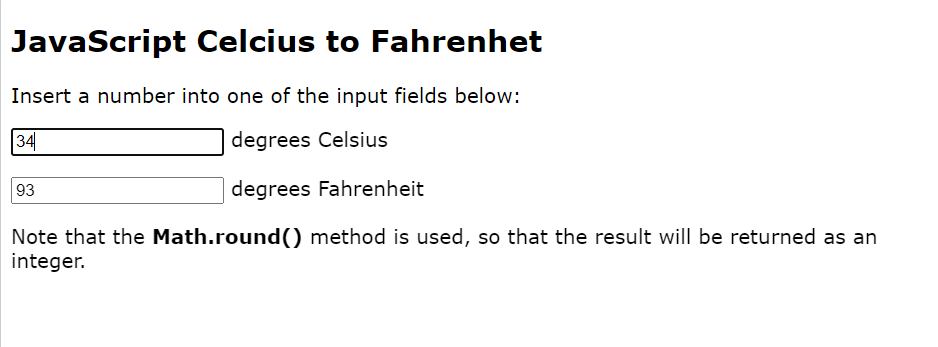 JavaScript Celcius to Fahrenhet
Insert a number into one of the input fields below:
34 degrees Celsius
93 degrees Fahrenheit
Note that the Math.round() method is used, so that the result will be returned as an
integer.